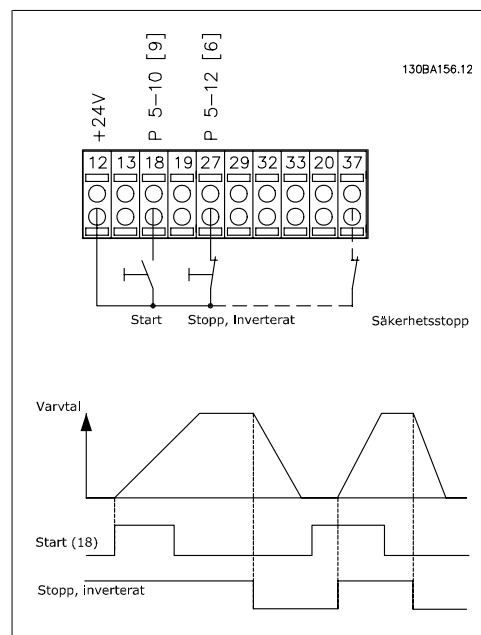 130BA156.12
+24V
P 5-10 [9]
P 5-12 [6]
12 13 18 19 27 29 32 33 20 37
Start
Stopp, Inverterat
Säkerhetsstopp
Varvtal
Start (18)
Stopp, inverterat